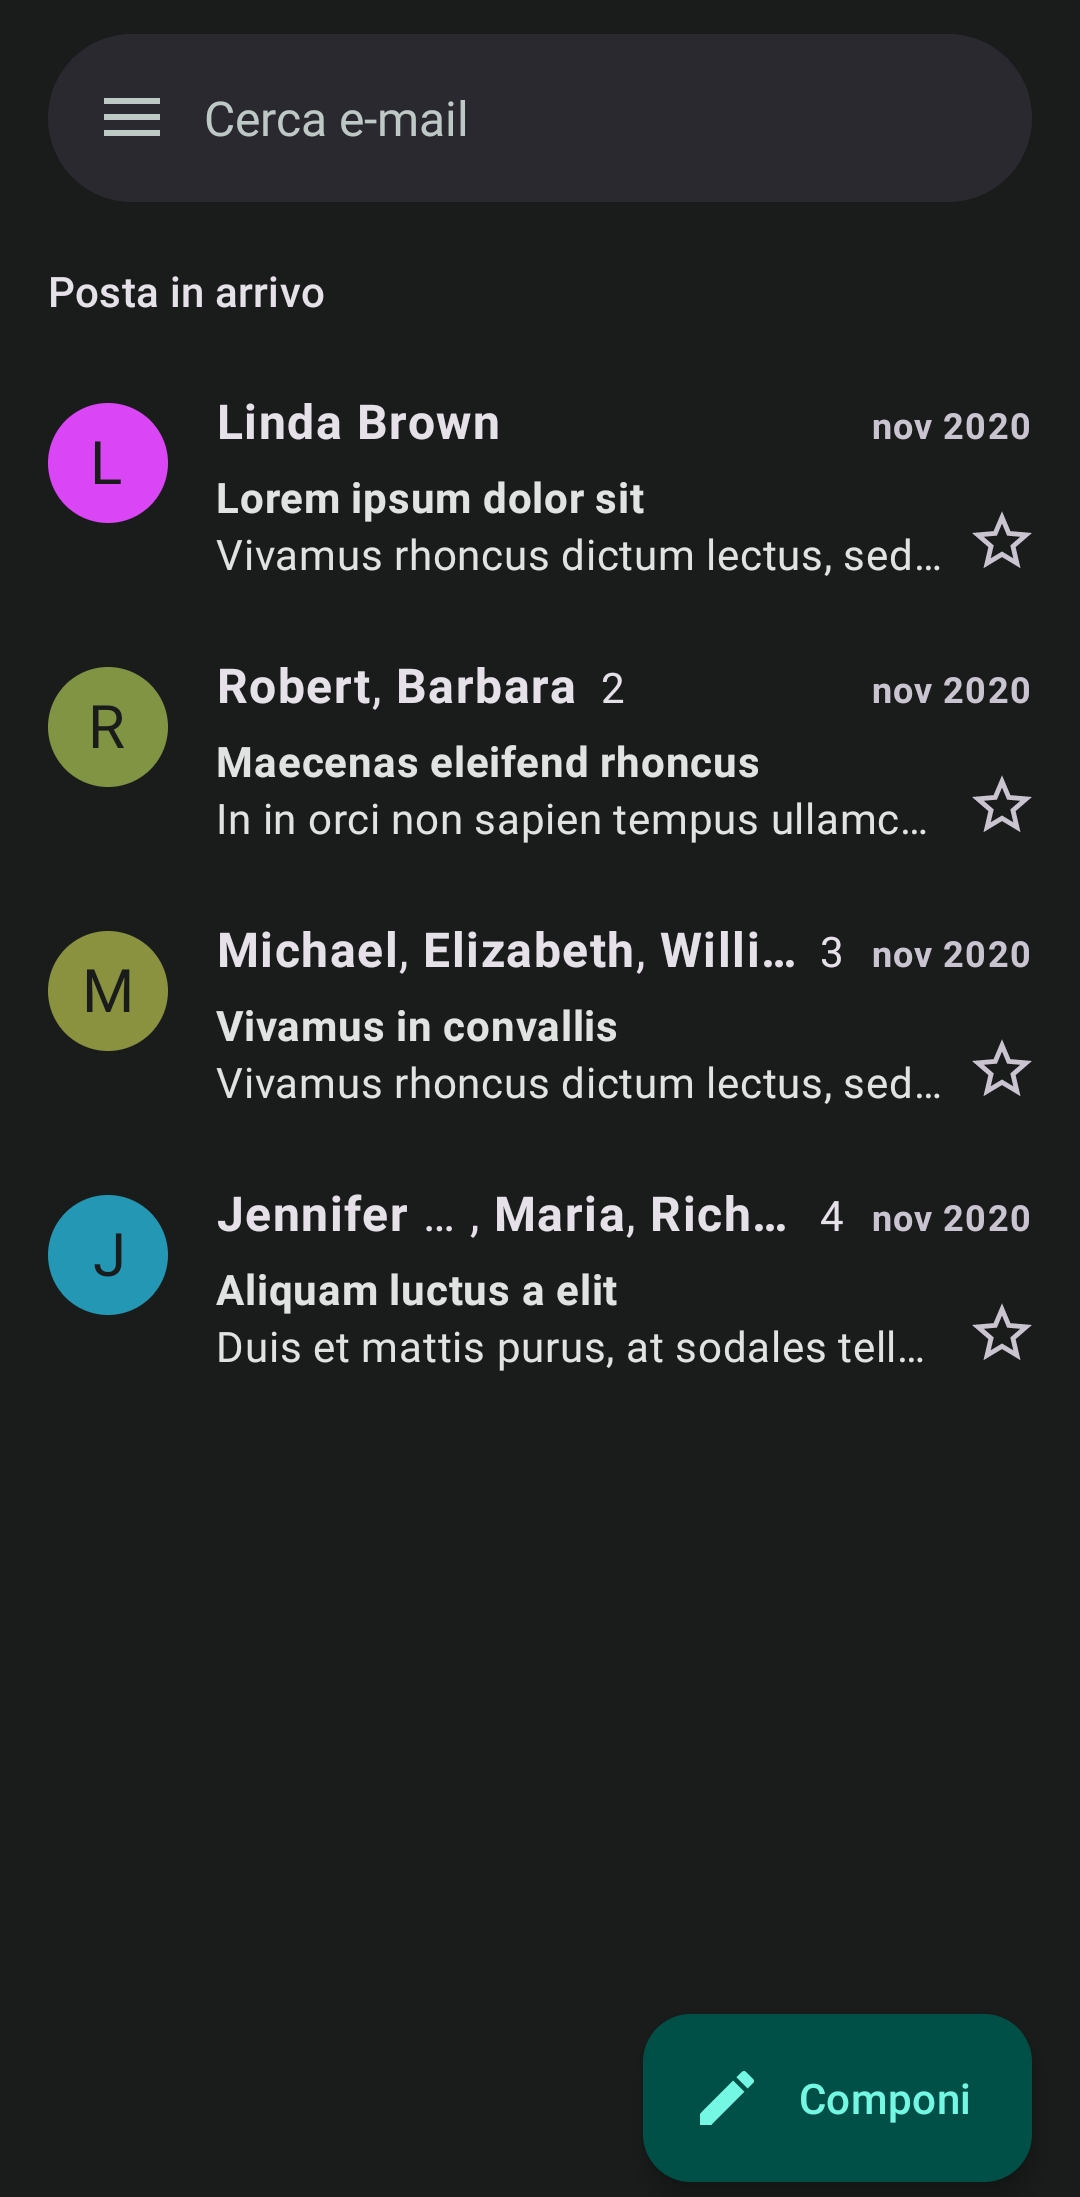 Cerca e-mail
Posta in arrivo
L
Linda Brown
nov 2020
Lorem ipsum dolor sit
Vivamus rhoncus dictum lectus, sed…
R
Robert, Barbara 2
nov 2020
Maecenas eleifend rhoncus
In in orci non sapien tempus ullamc…
M
Michael, Elizabeth, Willi… 3
nov 2020
Vivamus in convallis
Vivamus rhoncus dictum lectus, sed…
J
Jennifer … , Maria, Rich… 4
nov 2020
Aliquam luctus a elit
Duis et mattis purus, at sodales tell…
Componi